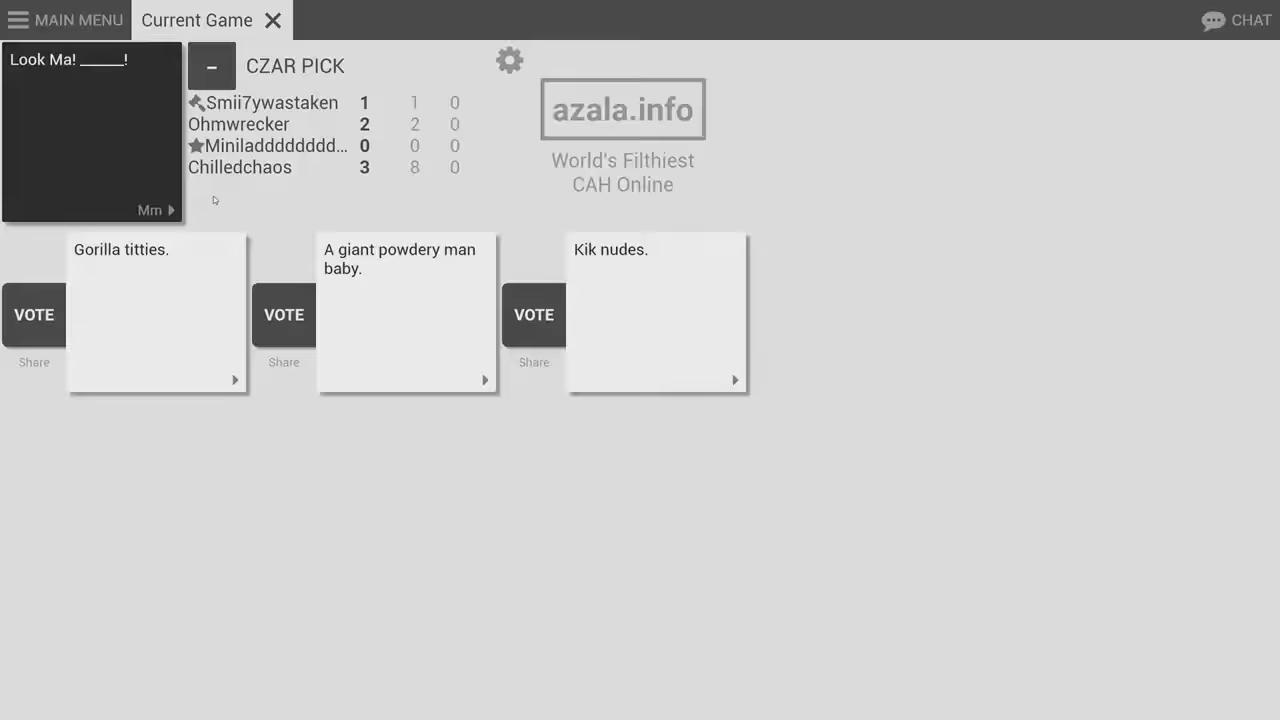 MAIN MENU
Current Game
CHAT
Look Ma! ______!
Mm
–
CZAR PICK
Smii7ywastaken 1 1 0
Ohmwrecker 2 2 0
Miniladdddddddd... 0 0 0
Chilledchaos 3 8 0
azala.info
World's Filthiest
CAH Online
VOTE
Share
Gorilla titties.
VOTE
Share
A giant powdery man
baby.
VOTE
Share
Kik nudes.